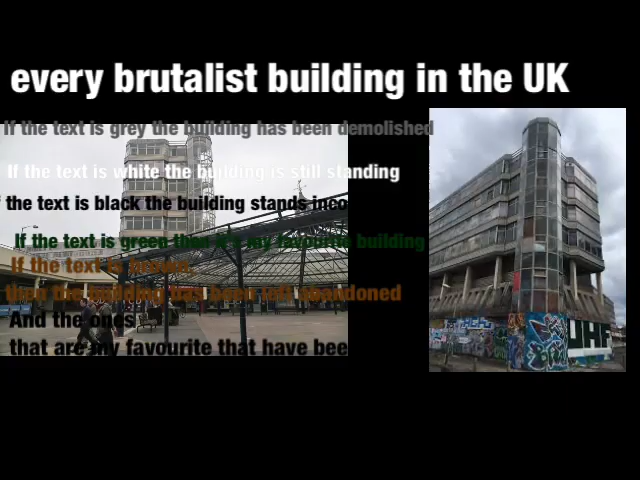 every brutalist building in the UK
If the text is grey the building has been demolished
If the text is white the building is still standing
the text is black the building stands inco
If the text is green then it's my favourite building
If the text is brown
then the building has been left abandoned
And the ones
that are my favourite that have bee
UHF